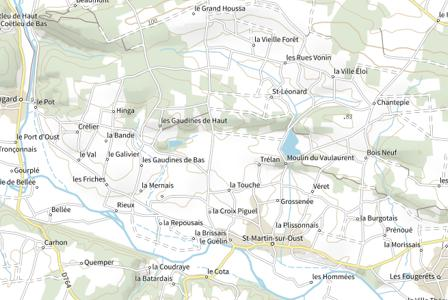 Beaumont
le Grand Houssa
tléau de Haut
Coëtleu de Bas
la Vieille Forêt
les Rues Vonin
la Ville Éloi
St-Léonard
100
ugard
le Pot
Hinga
Chantepie
83
les Gaudines de Haut
Crélier
la Bande
le Port d'Oust
Tronçonnais
le Val
le Galivier
les Gaudines de Bas
Trélan
Moulin du Vaulaurent
Bois Neuf
Gourplé
le de Bellée
les Friches
la Mernais
la Touche
Véret
Grossenée
Bellée
Rieux
la Croix Piguel
la Repousais
la Plissonnais
la Burgotais
Prénoué
la Brissais
le Guélin
St-Martin-sur-Oust
la Morissais
Carhon
Quemper
la Coudraye
la Batardais
le Cota
D764
les Hommées
Les Fougerêts